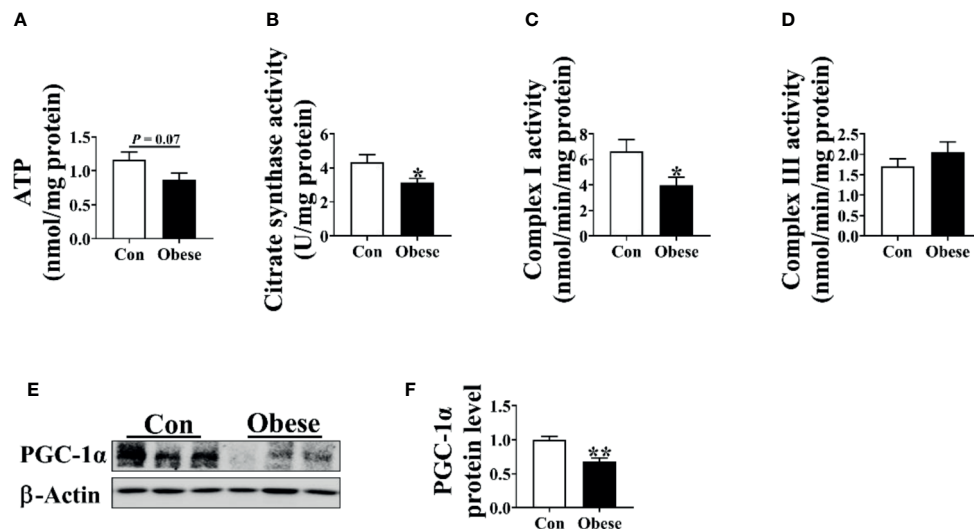 A
B
C
D
ATP
(nmol/mg protein)
1.5
1.0
0.5
0.0
P = 0.07
Con Obese
Citrate synthase activity
(U/mg protein)
6
4
2
0
*
Con Obese
Complex I activity
(nmol/min/mg protein)
8
6
4
2
0
*
Con Obese
Complex III activity
(nmol/min/mg protein)
2.5
2.0
1.5
1.0
0.5
0.0
Con Obese
E
Con Obese
PGC-1α
β-Actin
F
PGC-1α
protein level
1.5
1.0
0.5
0.0
**
Con Obese